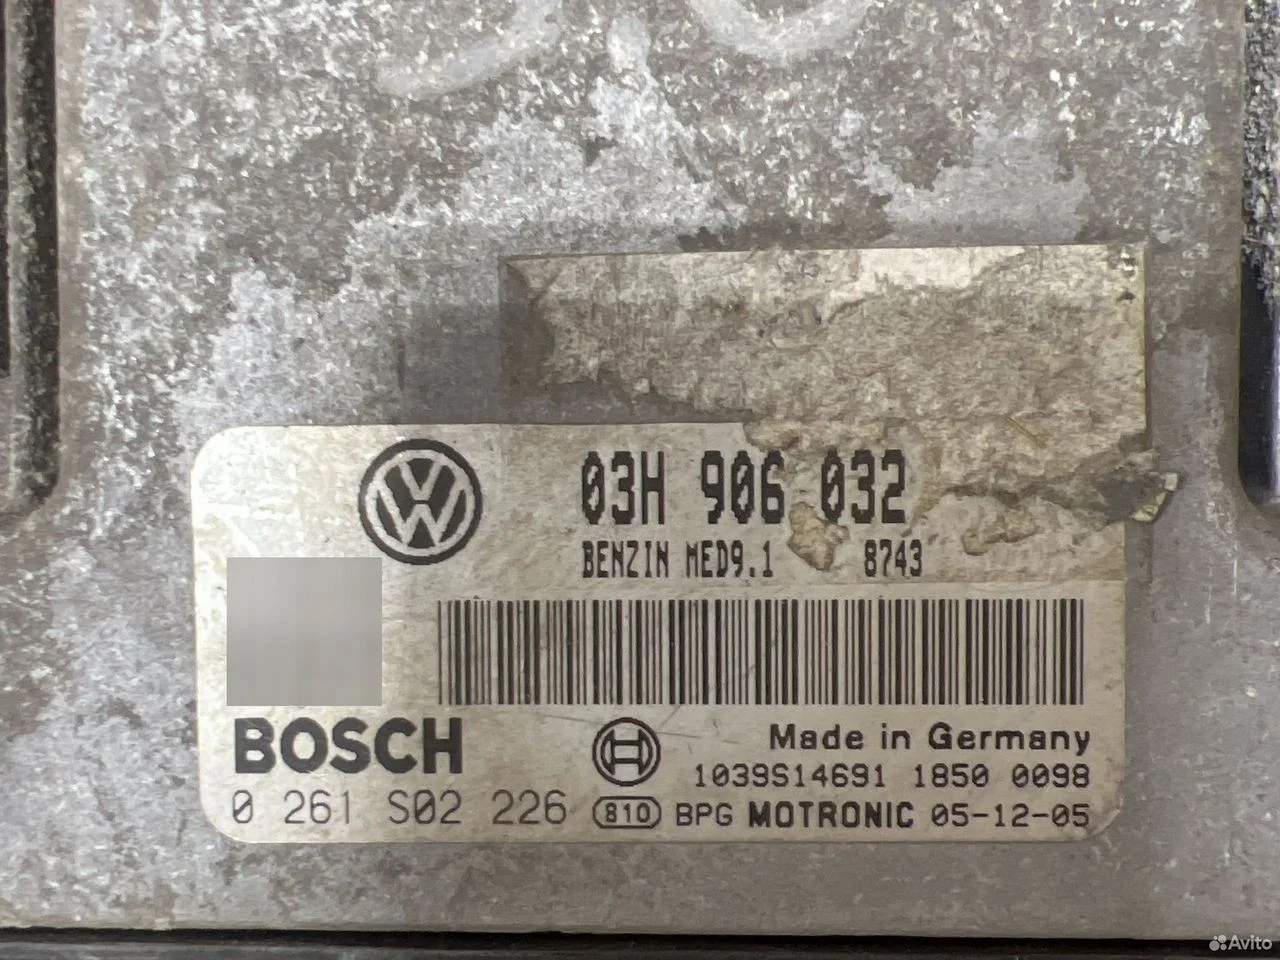 03H 906 032
BENZIN MED9.1 8743
BOSCH
Made in Germany
1039S14691 1850 0098
0 261 S02 226
810 BPG MOTRONIC 05-12-05
Avito